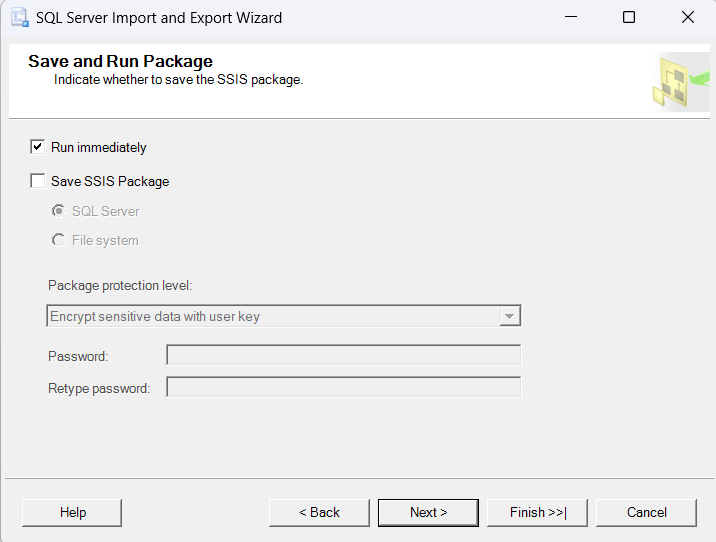 SQL Server Import and Export Wizard
Save and Run Package
Indicate whether to save the SSIS package.
Run immediately
Save SSIS Package
SQL Server
File system
Package protection level:
Encrypt sensitive data with user key
Password:
Retype password:
Help
< Back
Next >
Finish >>|
Cancel